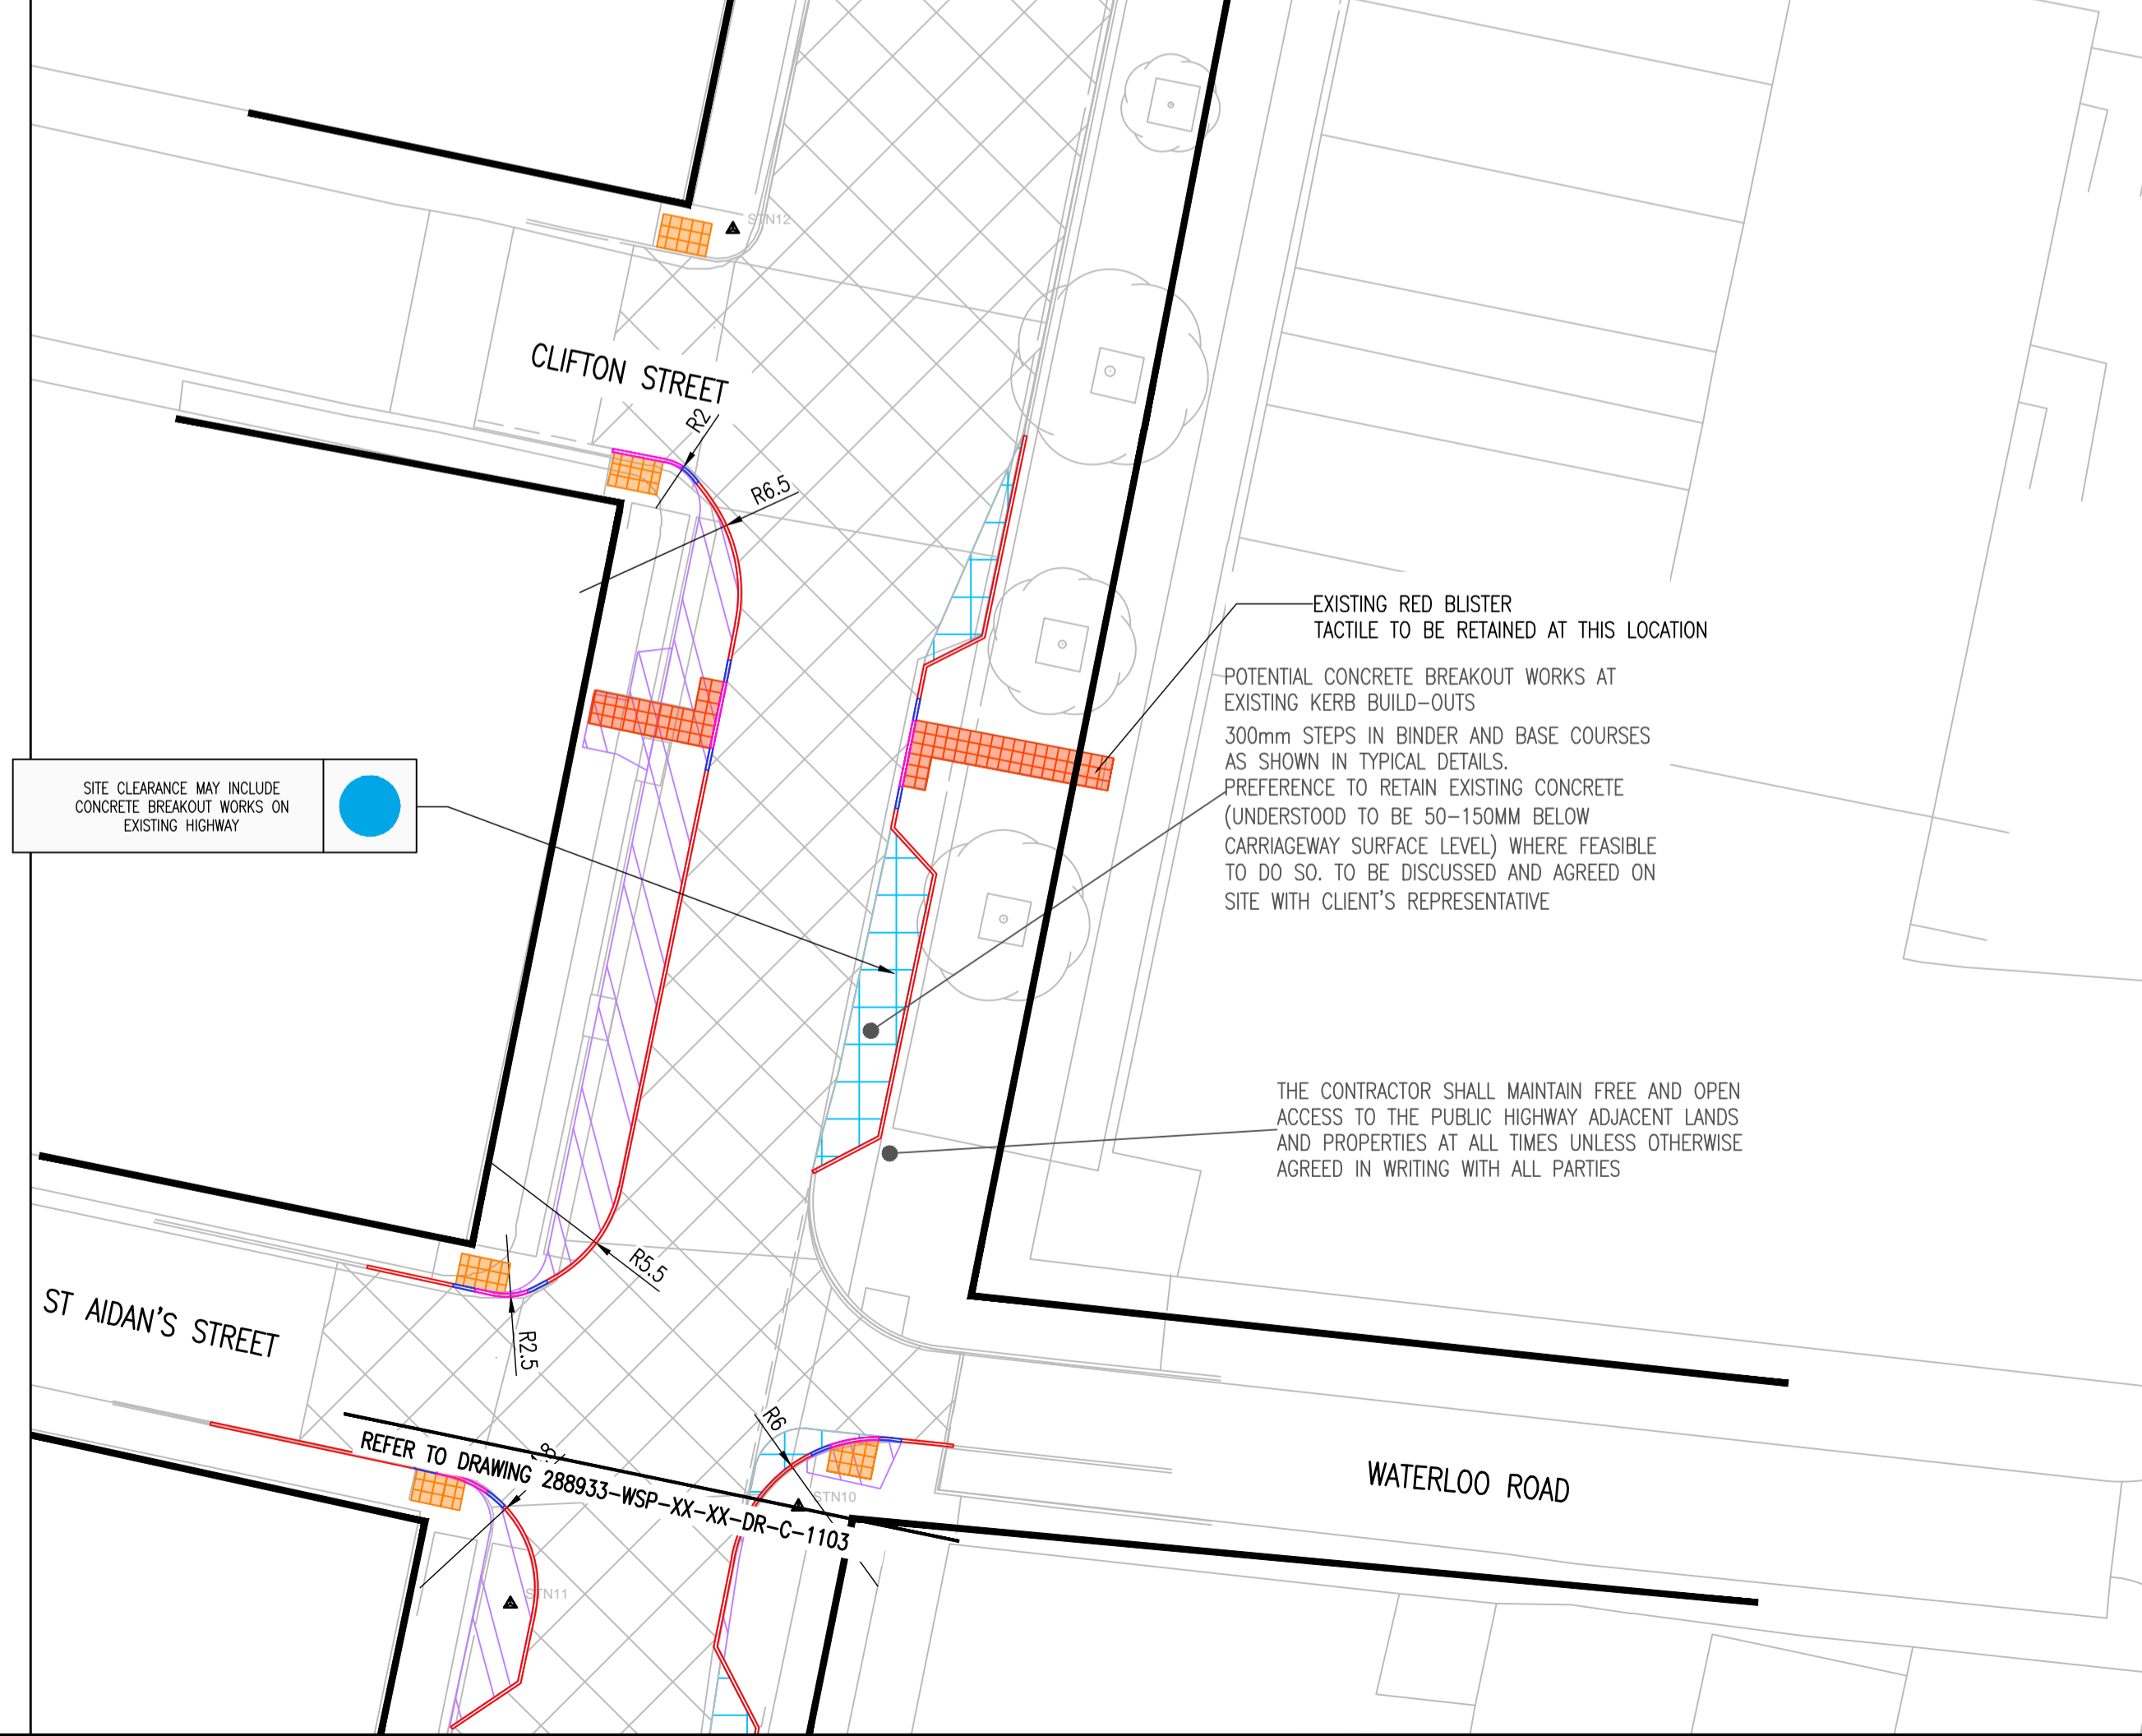 STN12
CLIFTON STREET
R2
R6.5
EXISTING RED BLISTER
TACTILE TO BE RETAINED AT THIS LOCATION
POTENTIAL CONCRETE BREAKOUT WORKS AT
EXISTING KERB BUILD-OUTS
300mm STEPS IN BINDER AND BASE COURSES
AS SHOWN IN TYPICAL DETAILS.
PREFERENCE TO RETAIN EXISTING CONCRETE
(UNDERSTOOD TO BE 50-150MM BELOW
CARRIAGEWAY SURFACE LEVEL) WHERE FEASIBLE
TO DO SO. TO BE DISCUSSED AND AGREED ON
SITE WITH CLIENT'S REPRESENTATIVE
SITE CLEARANCE MAY INCLUDE
CONCRETE BREAKOUT WORKS ON
EXISTING HIGHWAY
THE CONTRACTOR SHALL MAINTAIN FREE AND OPEN
ACCESS TO THE PUBLIC HIGHWAY ADJACENT LANDS
AND PROPERTIES AT ALL TIMES UNLESS OTHERWISE
AGREED IN WRITING WITH ALL PARTIES
R5.5
ST AIDAN'S STREET
R2.5
R6
REFER TO DRAWING 288933-WSP-XX-XX-DR-C-1103
STN10
WATERLOO ROAD
STN11